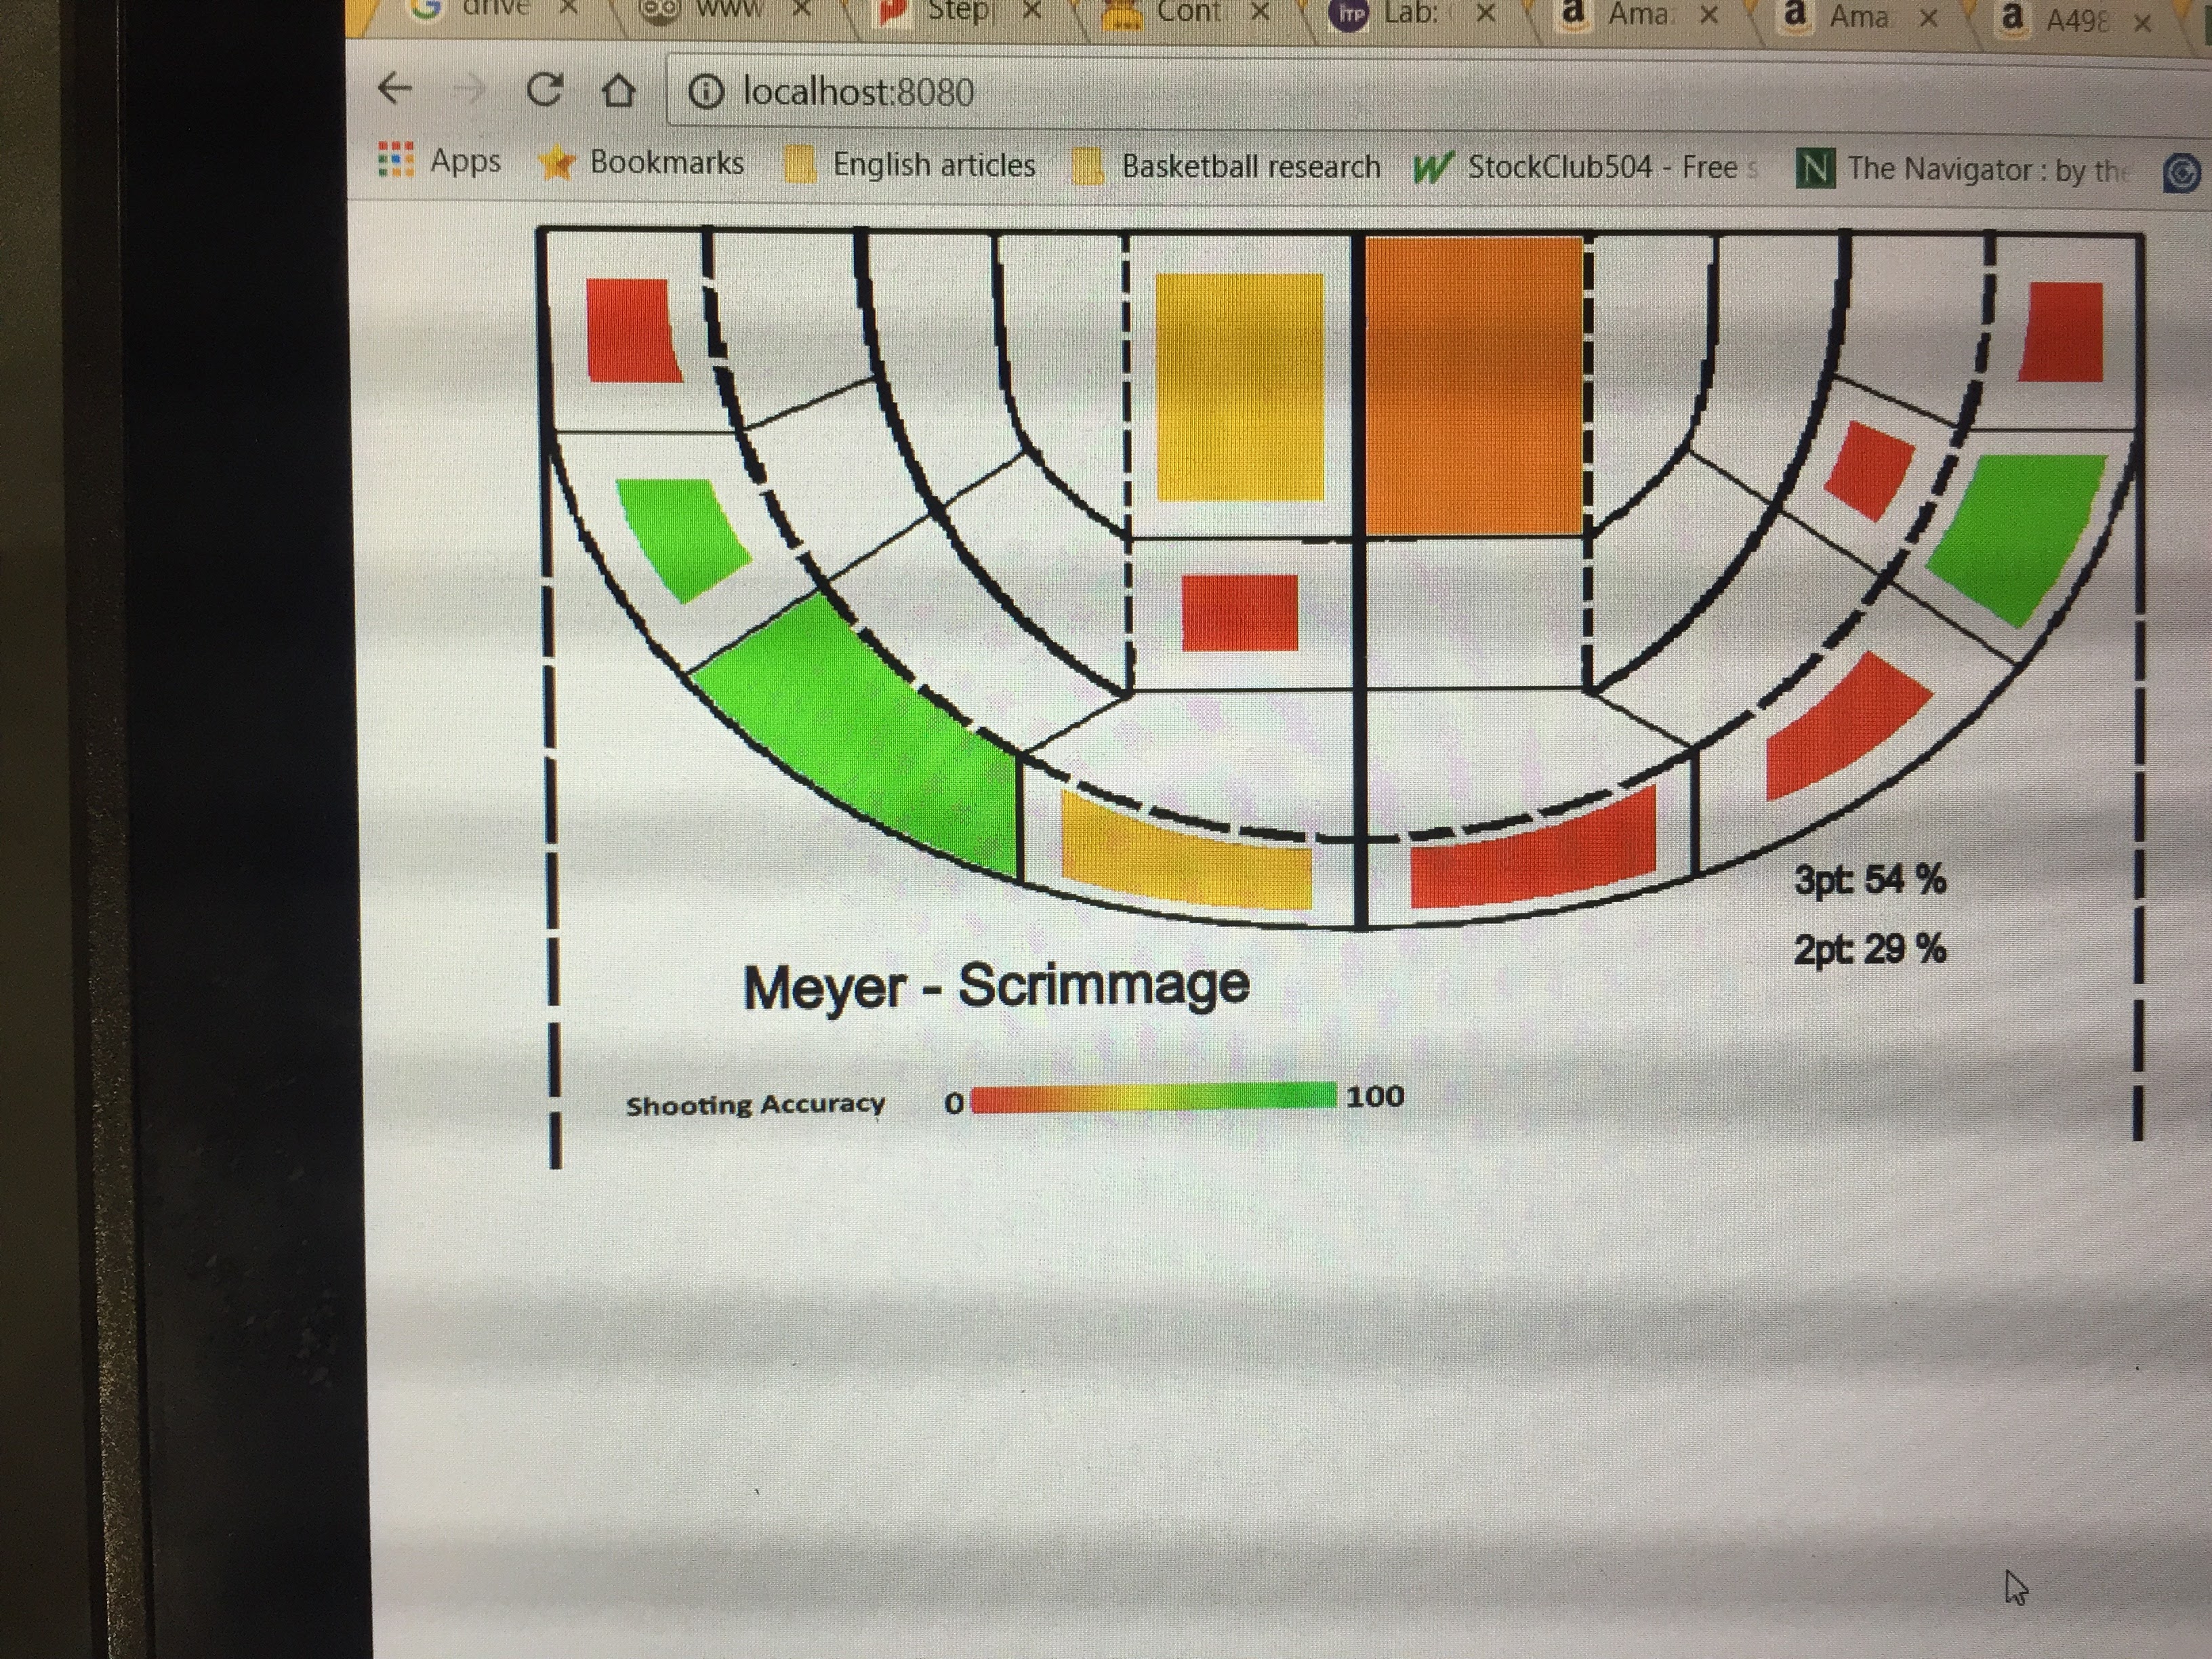 drive www Step Cont ITP Lab: Ama Ama A498
localhost:8080
Apps Bookmarks English articles Basketball research StockClub504 - Free s N The Navigator : by the
3pt: 54 %
2pt: 29 %
Meyer - Scrimmage
Shooting Accuracy 0 100